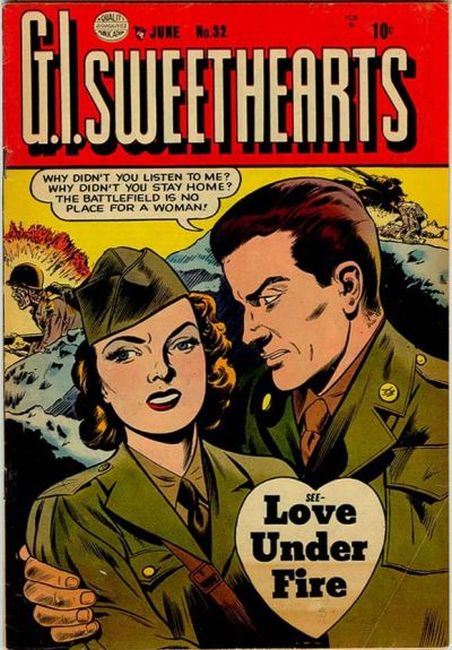 QUALITY
JUNE No.32 10¢
G.I. SWEETHEARTS
WHY DIDN'T YOU LISTEN TO ME?
WHY DIDN'T YOU STAY HOME?
THE BATTLEFIELD IS NO
PLACE FOR A WOMAN!
SEE-
Love
Under
Fire